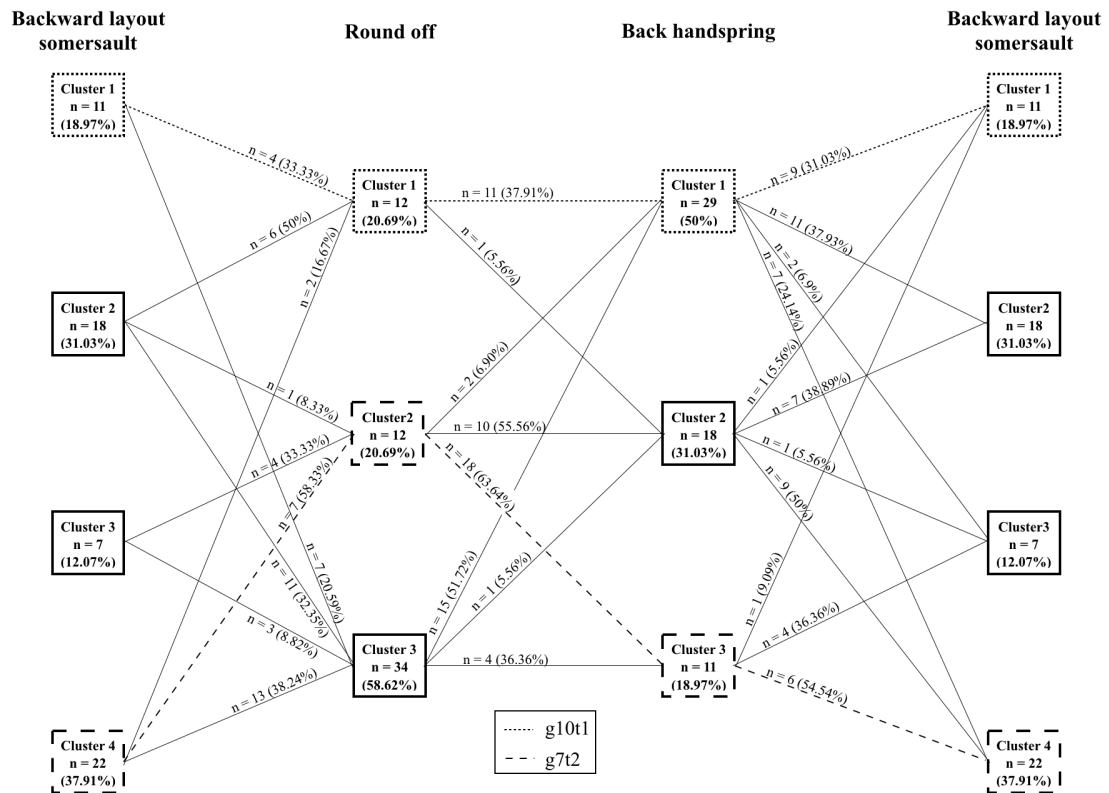 Backward layout
somersault
Round off
Back handspring
Backward layout
somersault
Cluster 1
n = 11
(18.97%)
Cluster 2
n = 18
(31.03%)
Cluster 3
n = 7
(12.07%)
Cluster 4
n = 22
(37.91%)
n = 4 (33.33%)
n = 6 (50%)
n = 2 (16.67%)
n = 1 (8.33%)
n = 4 (33.33%)
n = 7 (58.33%)
n = 11 (32.35%)
n = 7 (20.59%)
n = 3 (8.82%)
n = 13 (38.24%)
Cluster 1
n = 12
(20.69%)
Cluster2
n = 12
(20.69%)
Cluster 3
n = 34
(58.62%)
n = 11 (37.91%)
n = 1 (5.56%)
n = 2 (6.90%)
n = 10 (55.56%)
n = 18 (63.64%)
n = 15 (51.72%)
n = 1 (5.56%)
n = 4 (36.36%)
Cluster 1
n = 29
(50%)
Cluster 2
n = 18
(31.03%)
Cluster 3
n = 11
(18.97%)
n = 9 (31.03%)
n = 11 (37.93%)
n = 2 (6.9%)
n = 7 (24.14%)
n = 1 (5.56%)
n = 7 (38.89%)
n = 1 (5.56%)
n = 9 (50%)
n = 1 (9.09%)
n = 4 (36.36%)
n = 6 (54.54%)
Cluster 1
n = 11
(18.97%)
Cluster2
n = 18
(31.03%)
Cluster3
n = 7
(12.07%)
Cluster 4
n = 22
(37.91%)
g10t1
g7t2